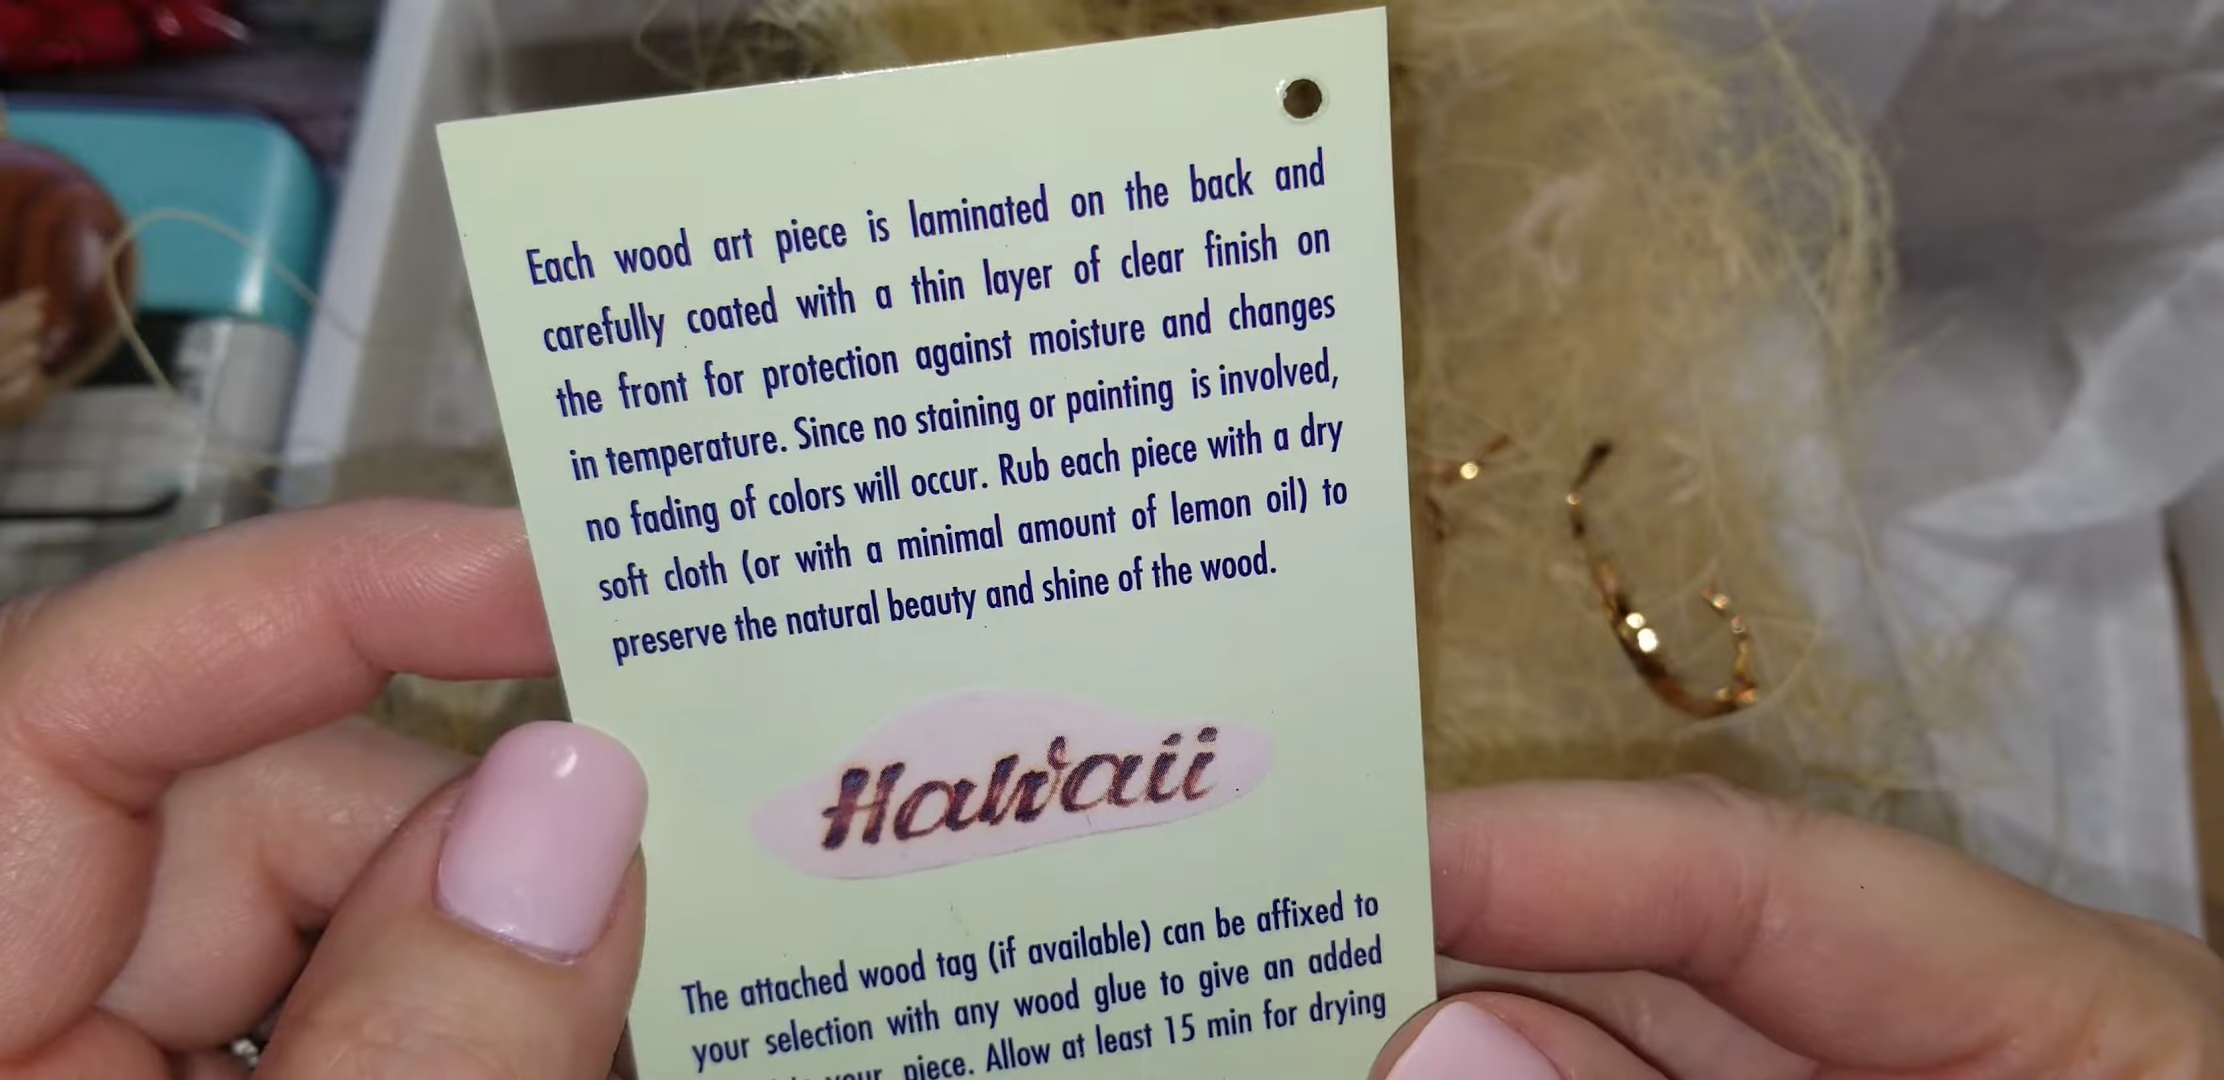 Each wood art piece is laminated on the back and
carefully coated with a thin layer of clear finish on
the front for protection against moisture and changes
in temperature. Since no staining or painting is involved,
no fading of colors will occur. Rub each piece with a dry
soft cloth (or with a minimal amount of lemon oil) to
preserve the natural beauty and shine of the wood.
Hawaii
The attached wood tag (if available) can be affixed to
your selection with any wood glue to give an added
your piece. Allow at least 15 min for drying